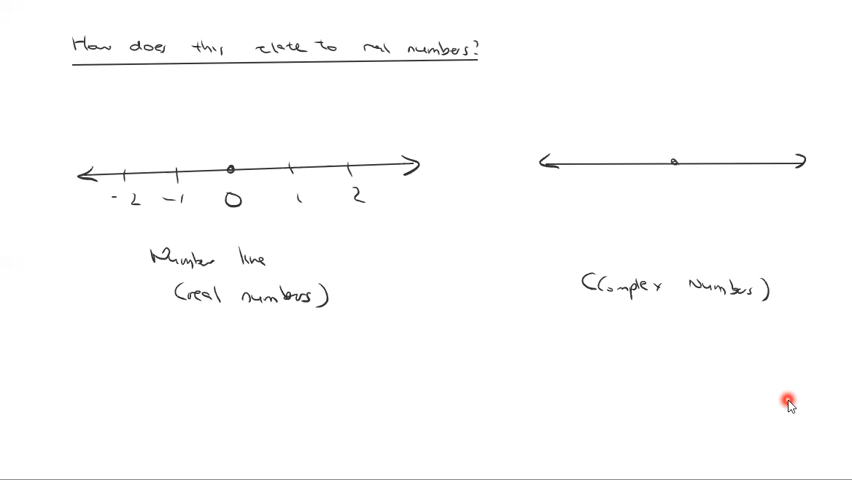 How does this relate to real numbers?
-2 -1 0 1 2
Number line
(real numbers)
(Complex Numbers)